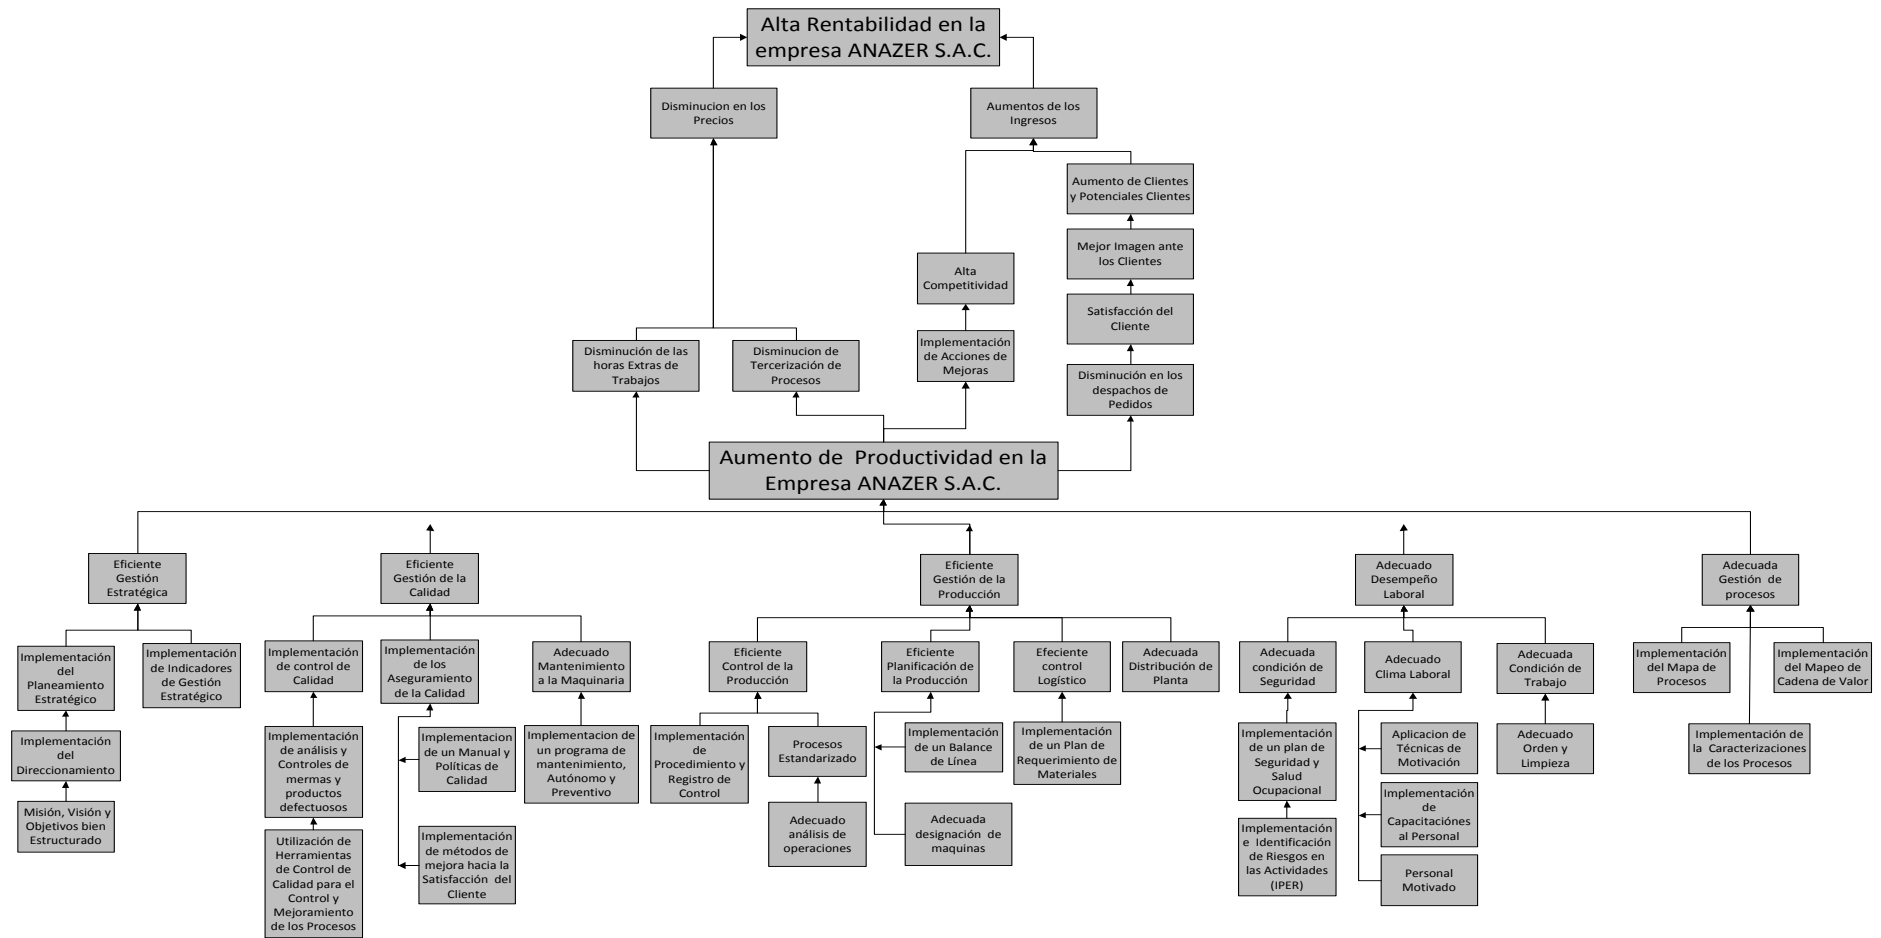 Alta Rentabilidad en la
empresa ANAZER S.A.C.
Disminucion en los
Precios
Aumentos de los
Ingresos
Aumento de Clientes
y Potenciales Clientes
Mejor Imagen ante
los Clientes
Alta
Competitividad
Satisfacción del
Cliente
Disminución de las
horas Extras de
Trabajos
Disminucion de
Tercerización de
Procesos
Implementación
de Acciones de
Mejoras
Disminución en los
despachos de
Pedidos
Aumento de Productividad en la
Empresa ANAZER S.A.C.
Eficiente
Gestión
Estratégica
Eficiente
Gestión de la
Calidad
Eficiente
Gestión de la
Producción
Adecuado
Desempeño
Laboral
Adecuada
Gestión de
procesos
Implementación
del
Planeamiento
Estratégico
Implementación
de Indicadores
de Gestión
Estratégico
Implementación
de control de
Calidad
Implementación
de los
Aseguramiento
de la Calidad
Adecuado
Mantenimiento
a la Maquinaria
Eficiente
Control de la
Producción
Eficiente
Planificación de
la Producción
Efeciente
control
Logístico
Adecuada
Distribución de
Planta
Adecuada
condición de
Seguridad
Adecuado
Clima Laboral
Adecuada
Condición de
Trabajo
Implementación
del Mapa de
Procesos
Implementación
del Mapeo de
Cadena de Valor
Implementación
del
Direccionamiento
Implementación
de análisis y
Controles de
mermas y
productos
defectuosos
Implementacion
de un Manual y
Políticas de
Calidad
Implementacion de
un programa de
mantenimiento,
Autónomo y
Preventivo
Implementación
de
Procedimiento y
Registro de
Control
Procesos
Estandarizado
Implementación
de un Balance
de Línea
Implementación
de un Plan de
Requerimiento de
Materiales
Implementación
de un plan de
Seguridad y
Salud
Ocupacional
Aplicacion de
Técnicas de
Motivación
Adecuado
Orden y
Limpieza
Implementación de
la Caracterizaciones
de los Procesos
Misión, Visión y
Objetivos bien
Estructurado
Utilización de
Herramientas
de Control de
Calidad para el
Control y
Mejoramiento
de los Procesos
Implementación
de métodos de
mejora hacia la
Satisfacción del
Cliente
Adecuado
análisis de
operaciones
Adecuada
designación de
maquinas
Implementación
e Identificación
de Riesgos en
las Actividades
(IPER)
Implementación
de
Capacitaciónes
al Personal
Personal
Motivado